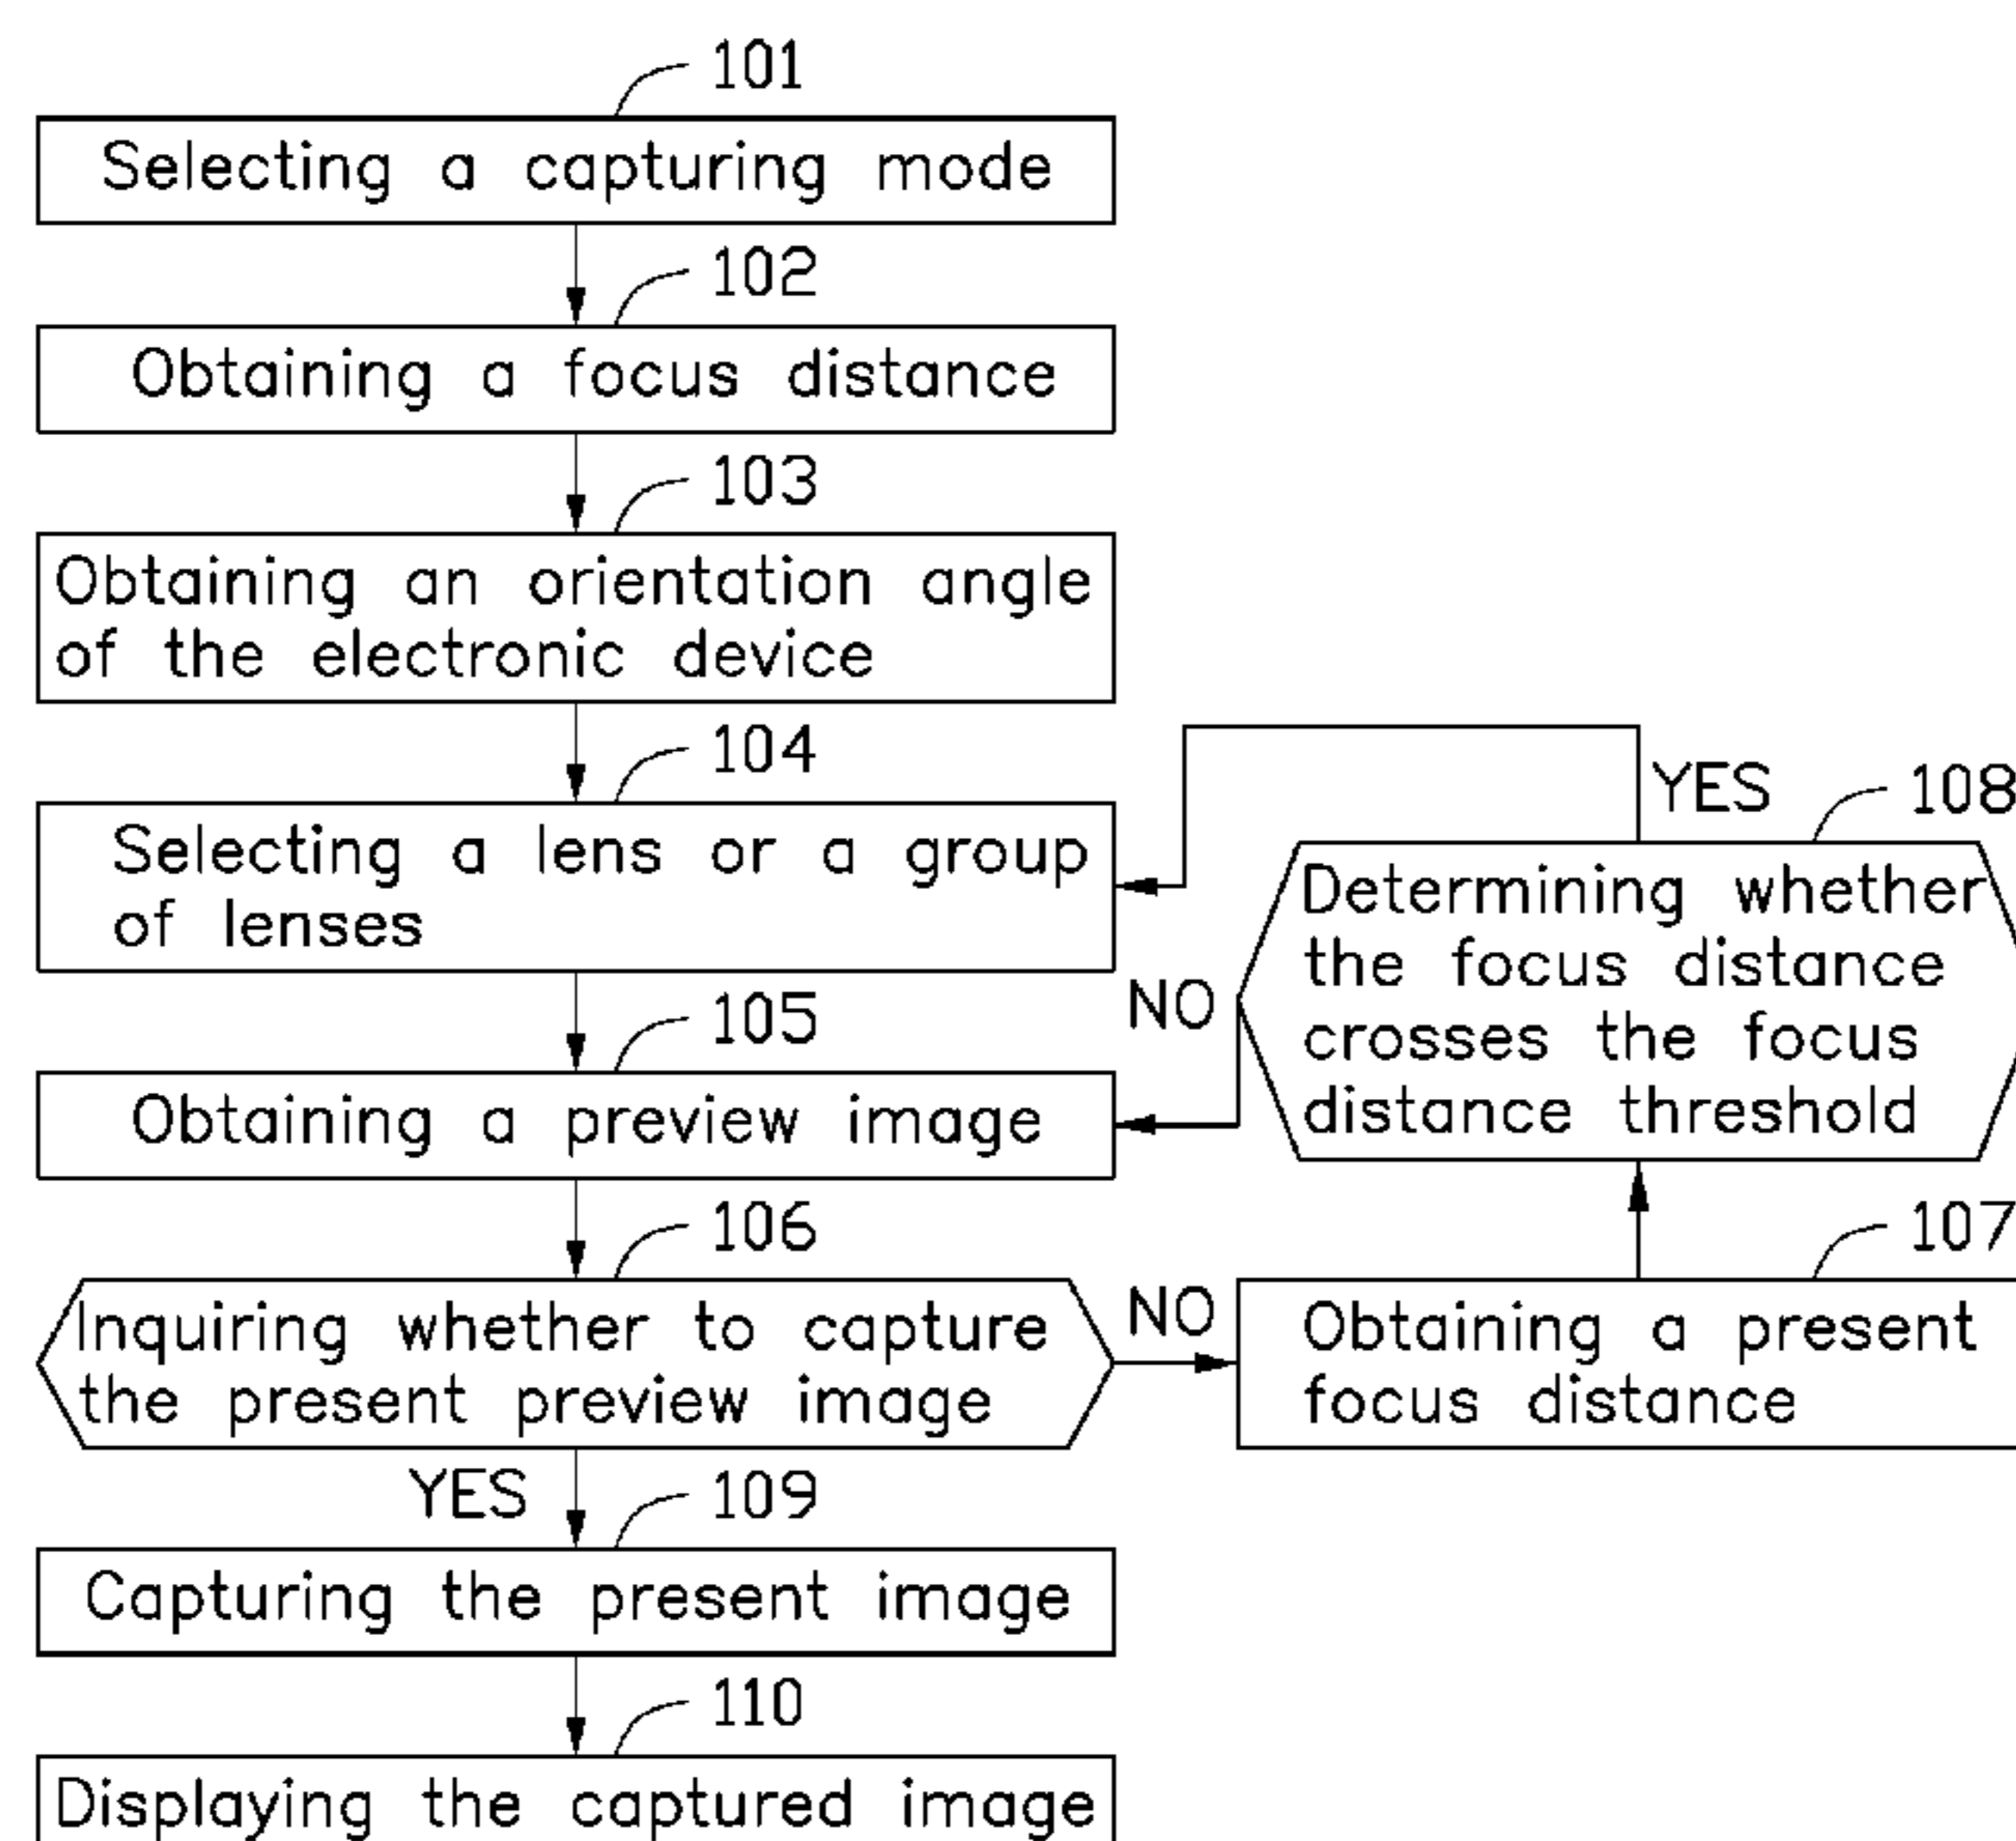 101
Selecting a capturing mode
102
Obtaining a focus distance
103
Obtaining an orientation angle
of the electronic device
104
Selecting a lens or a group
of lenses
105
Obtaining a preview image
106
Inquiring whether to capture
the present preview image
NO
107
Obtaining a present
focus distance
YES
108
Determining whether
the focus distance
crosses the focus
distance threshold
NO
YES
109
Capturing the present image
110
Displaying the captured image